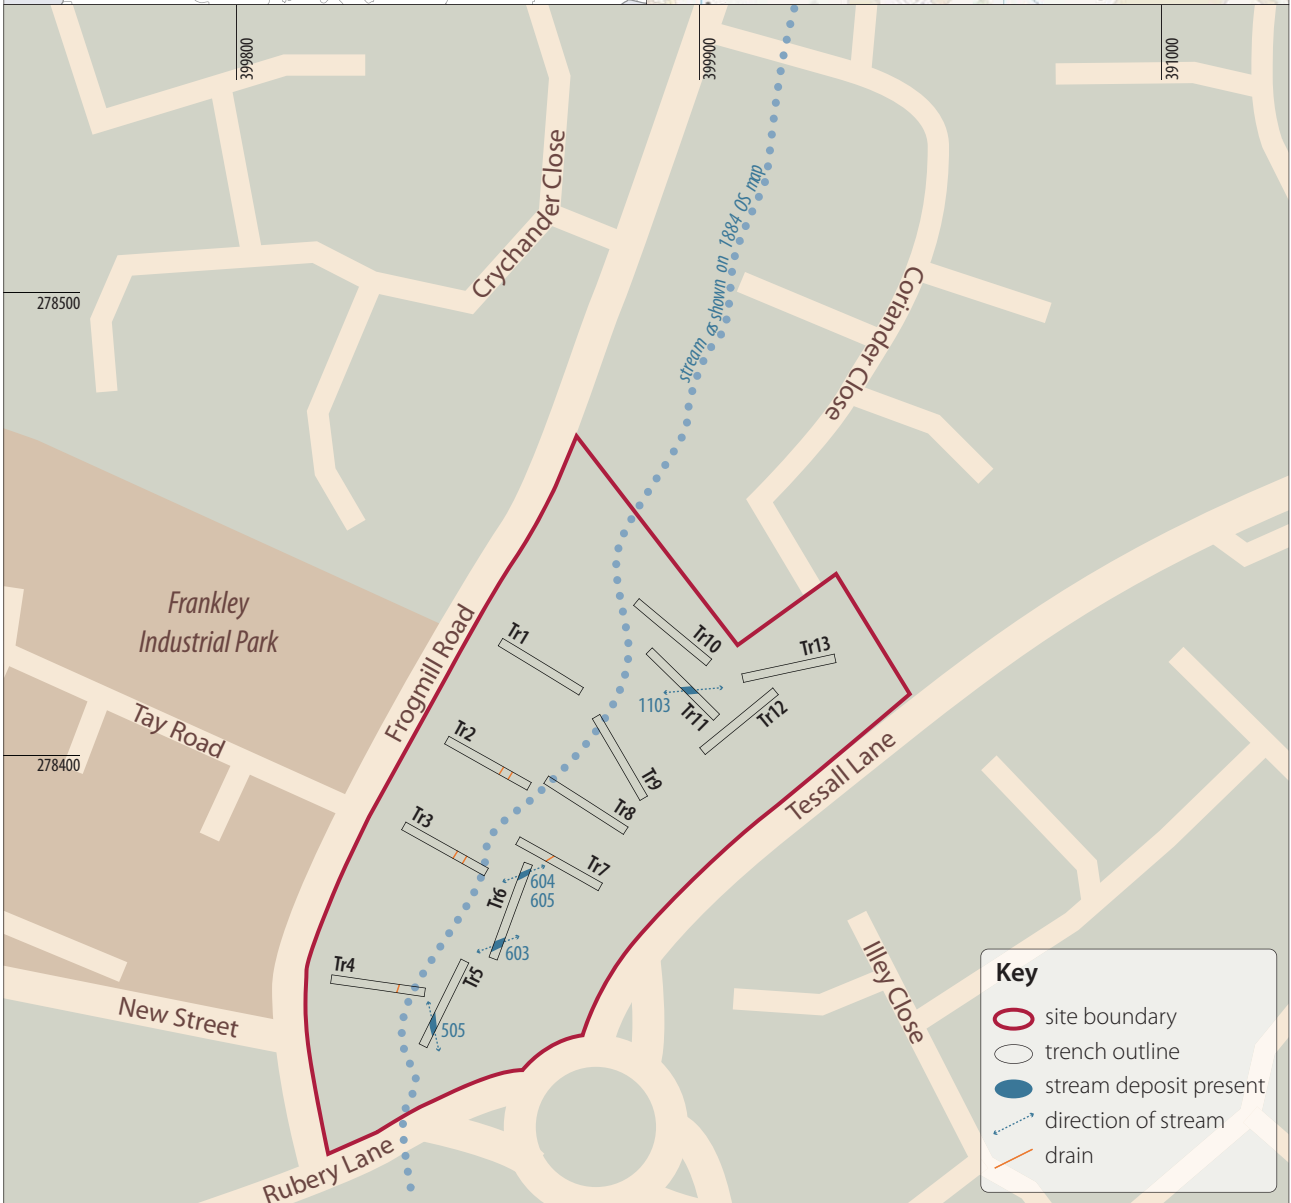 399800
399900
391000
Crychander Close
stream as shown on 1884 OS map
278500
Coriander Close
Frankley
Industrial Park
Frogmill Road
Tr1
Tr10
Tr13
1103
Tr11
Tr12
Tay Road
Tr2
278400
Tessall Lane
Tr9
Tr8
Tr3
Tr7
604
605
Tr6
603
Tr4
Tr5
New Street
505
Illey Close
Rubery Lane
Key
site boundary
trench outline
stream deposit present
direction of stream
drain